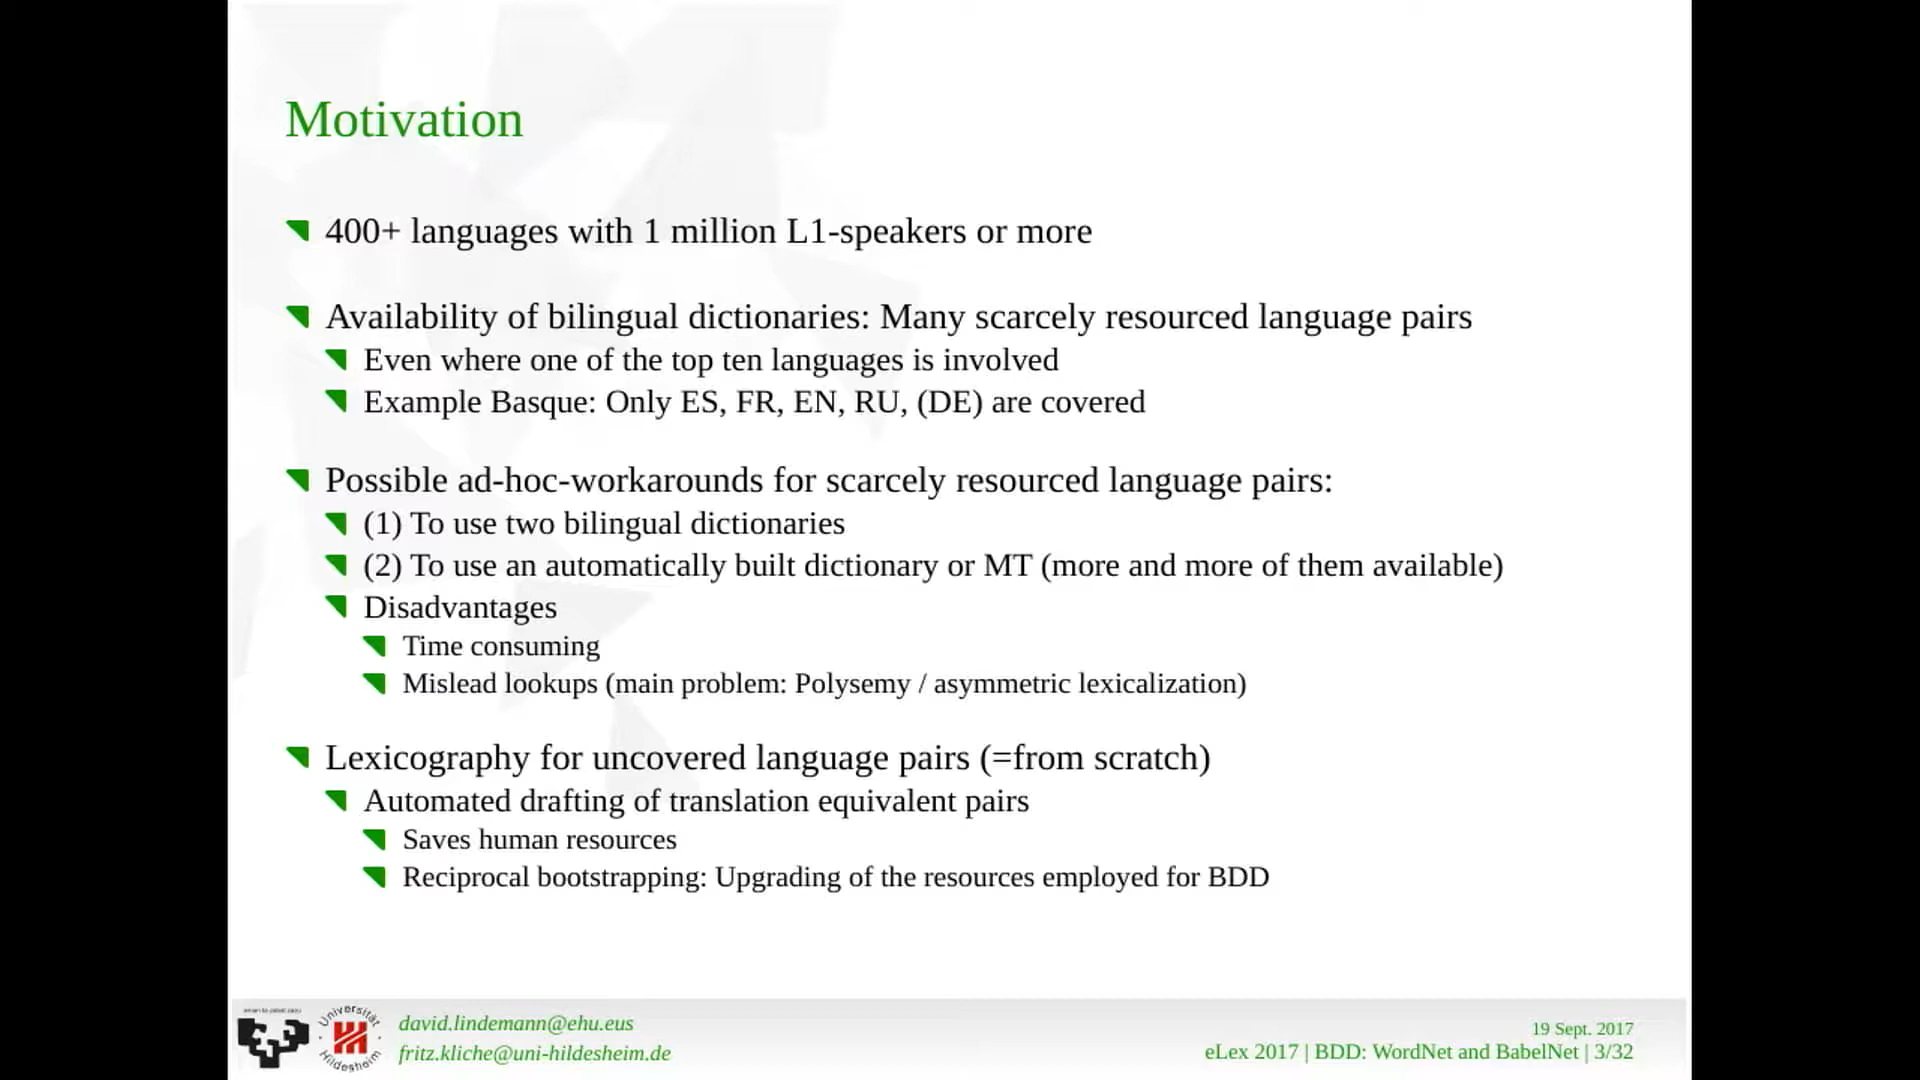 Motivation
400+ languages with 1 million L1-speakers or more
Availability of bilingual dictionaries: Many scarcely resourced language pairs
Even where one of the top ten languages is involved
Example Basque: Only ES, FR, EN, RU, (DE) are covered
Possible ad-hoc-workarounds for scarcely resourced language pairs:
(1) To use two bilingual dictionaries
(2) To use an automatically built dictionary or MT (more and more of them available)
Disadvantages
Time consuming
Mislead lookups (main problem: Polysemy / asymmetric lexicalization)
Lexicography for uncovered language pairs (=from scratch)
Automated drafting of translation equivalent pairs
Saves human resources
Reciprocal bootstrapping: Upgrading of the resources employed for BDD
Universität
Hildesheim
david.lindemann@ehu.eus
fritz.kliche@uni-hildesheim.de
19 Sept. 2017
eLex 2017 | BDD: WordNet and BabelNet | 3/32